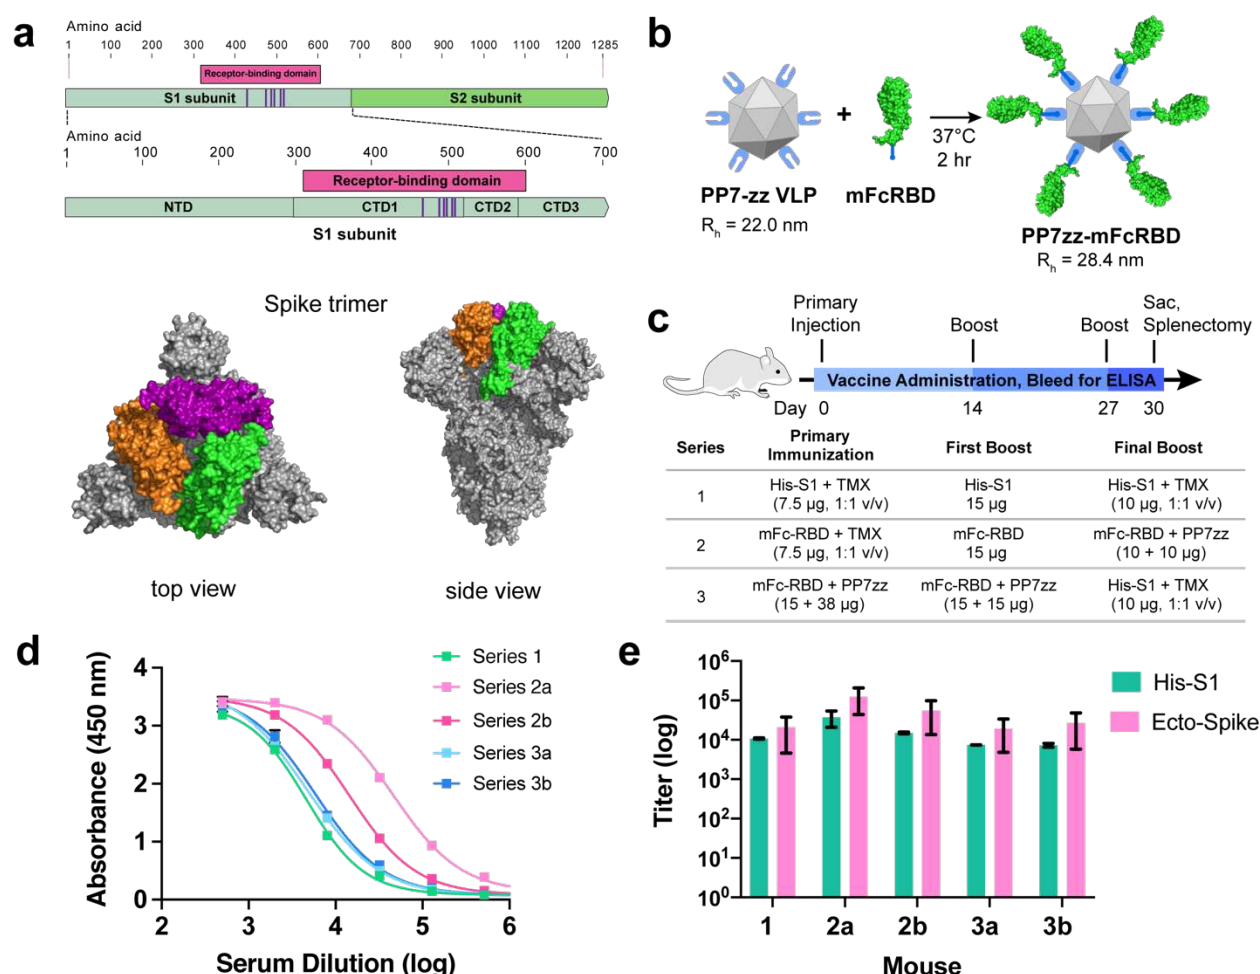 a
Amino acid
1 100 200 300 400 500 600 700 800 900 1000 1100 1200 1285
Receptor-binding domain
S1 subunit S2 subunit
Amino acid
1 100 200 300 400 500 600 700
Receptor-binding domain
NTD CTD1 CTD2 CTD3
S1 subunit
Spike trimer
top view side view
b
+
37°C
2 hr
PP7-zz VLP mFcRBD
Rh = 22.0 nm
PP7zz-mFcRBD
Rh = 28.4 nm
c
Primary Injection
Boost
Boost
Sac, Splenectomy
Vaccine Administration, Bleed for ELISA
Day 0 14 27 30
Series Primary Immunization First Boost Final Boost
1 His-S1 + TMX (7.5 µg, 1:1 v/v) His-S1 15 µg His-S1 + TMX (10 µg, 1:1 v/v)
2 mFc-RBD + TMX (7.5 µg, 1:1 v/v) mFc-RBD 15 µg mFc-RBD + PP7zz (10 + 10 µg)
3 mFc-RBD + PP7zz (15 + 38 µg) mFc-RBD + PP7zz (15 + 15 µg) His-S1 + TMX (10 µg, 1:1 v/v)
d
Absorbance (450 nm)
4
3
2
1
0
2 3 4 5 6
Serum Dilution (log)
Series 1
Series 2a
Series 2b
Series 3a
Series 3b
e
Titer (log)
10⁶
10⁵
10⁴
10³
10²
10¹
10⁰
1 2a 2b 3a 3b
Mouse
His-S1
Ecto-Spike